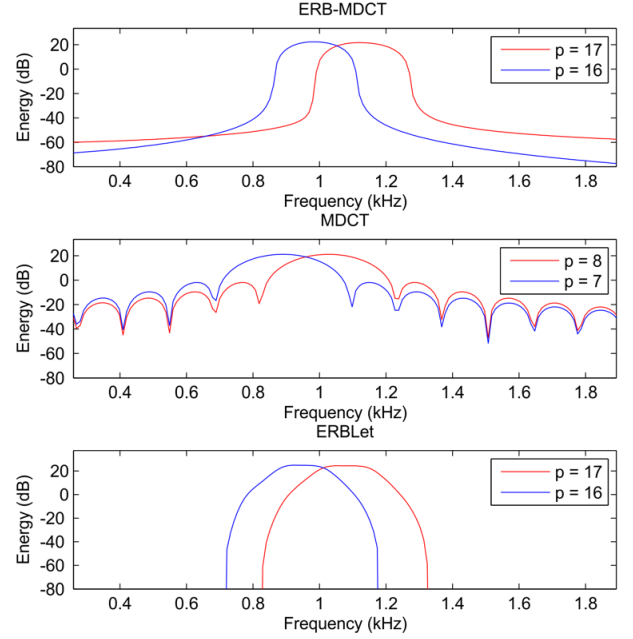 ERB-MDCT
20
0
-20
-40
-60
-80
Energy (dB)
p = 17
p = 16
0.4 0.6 0.8 1 1.2 1.4 1.6 1.8
Frequency (kHz)
MDCT
20
0
-20
-40
-60
-80
Energy (dB)
p = 8
p = 7
0.4 0.6 0.8 1 1.2 1.4 1.6 1.8
Frequency (kHz)
ERBLet
20
0
-20
-40
-60
80
Energy (dB)
p = 17
p = 16
0.4 0.6 0.8 1 1.2 1.4 1.6 1.8
Frequency (kHz)